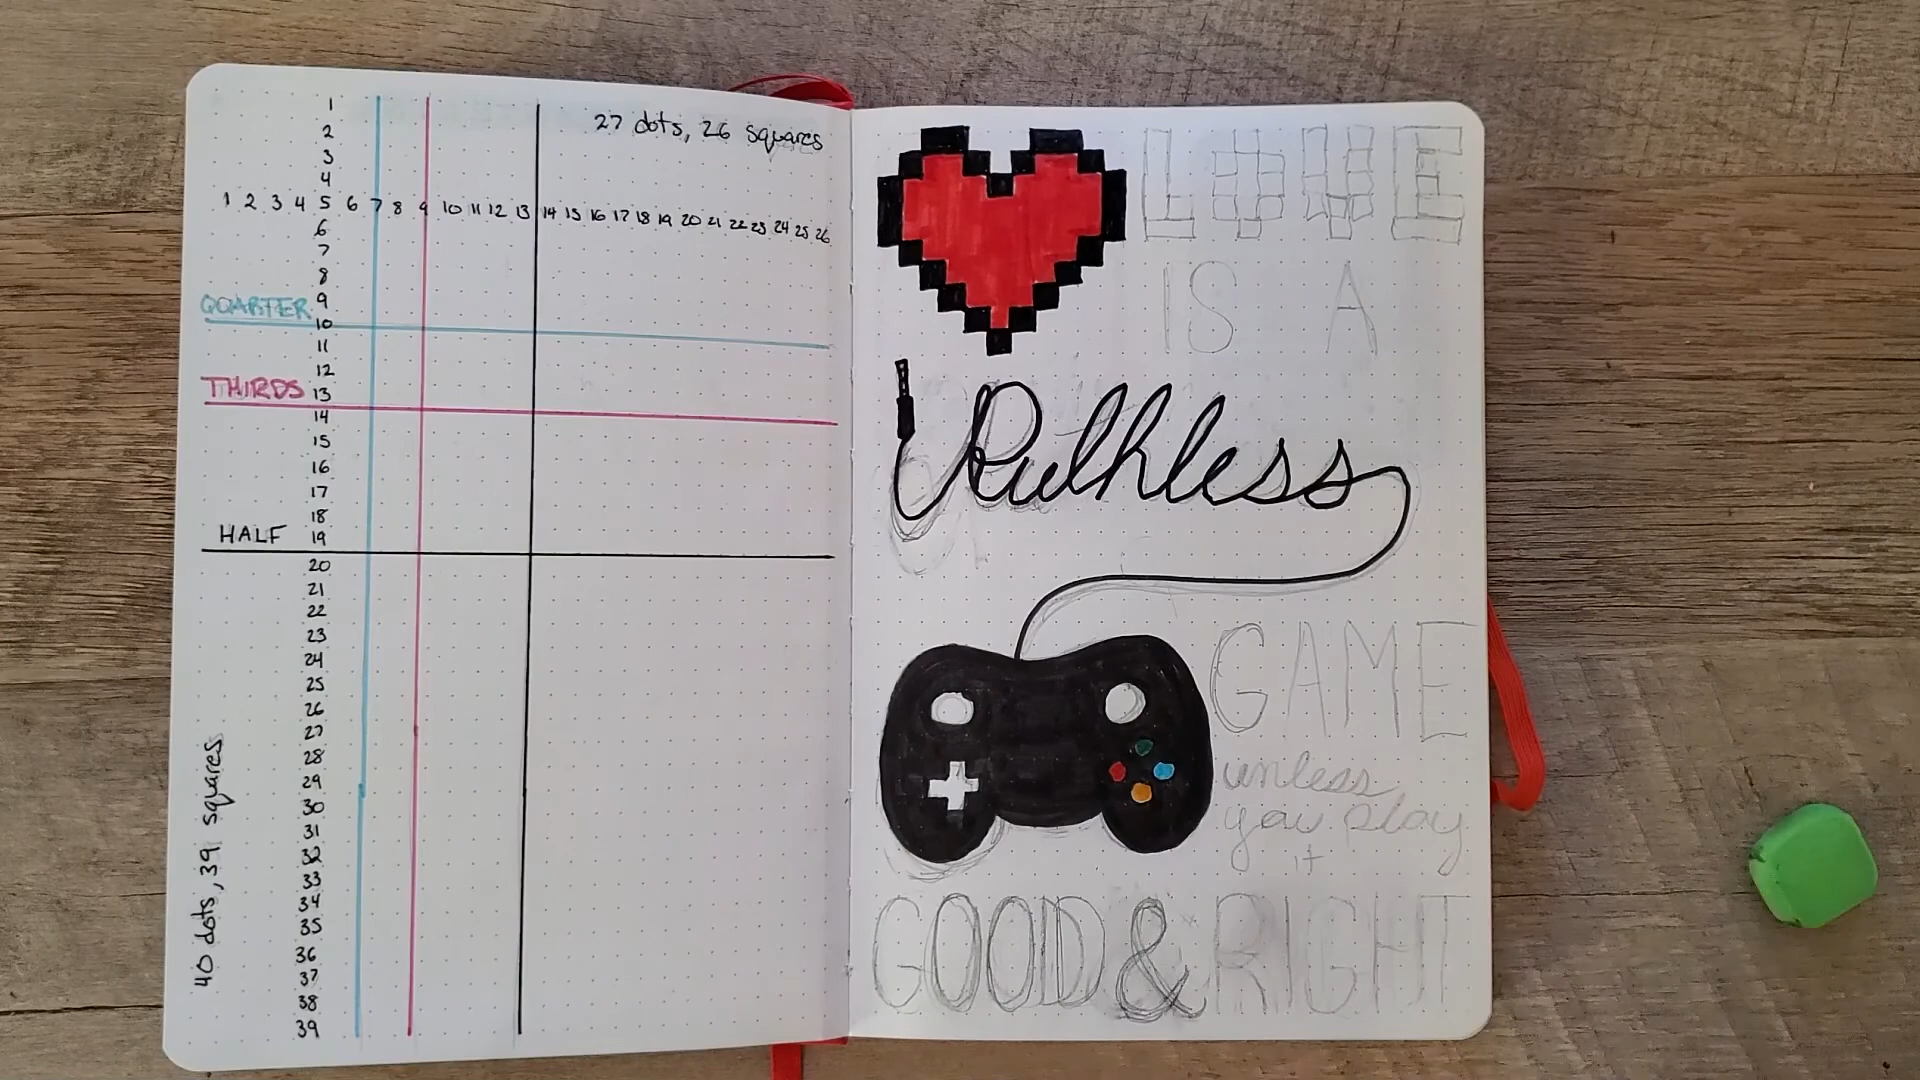 27 dots, 26 squares
1
2
3
4
1 2 3 4 5 6 7 8 9 10 11 12 13 14 15 16 17 18 19 20 21 22 23 24 25 26
6
7
8
QUARTER 9
10
11
12
THIRDS 13
14
15
16
17
18
HALF 19
20
21
22
23
24
25
26
27
28
29
30
31
32
33
34
35
36
37
38
39
40 dots, 39 squares
LOVE
IS A
Ruthless
GAME
unless
you play
it
GOOD & RIGHT